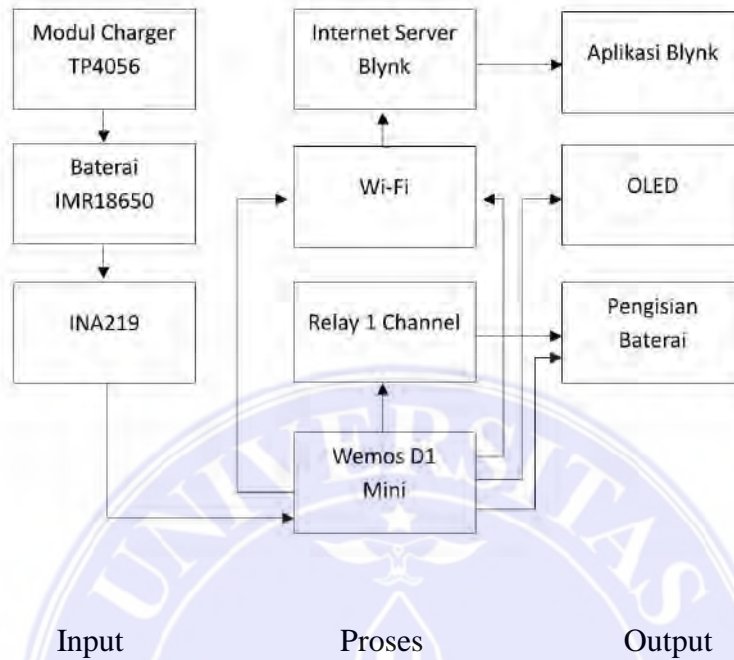 Modul Charger
TP4056
Internet Server
Blynk
Aplikasi Blynk
Baterai
IMR18650
Wi-Fi
OLED
INA219
Relay 1 Channel
Pengisian
Baterai
Wemos D1
Mini
UNIVERSITAS
Input
Proses
Output